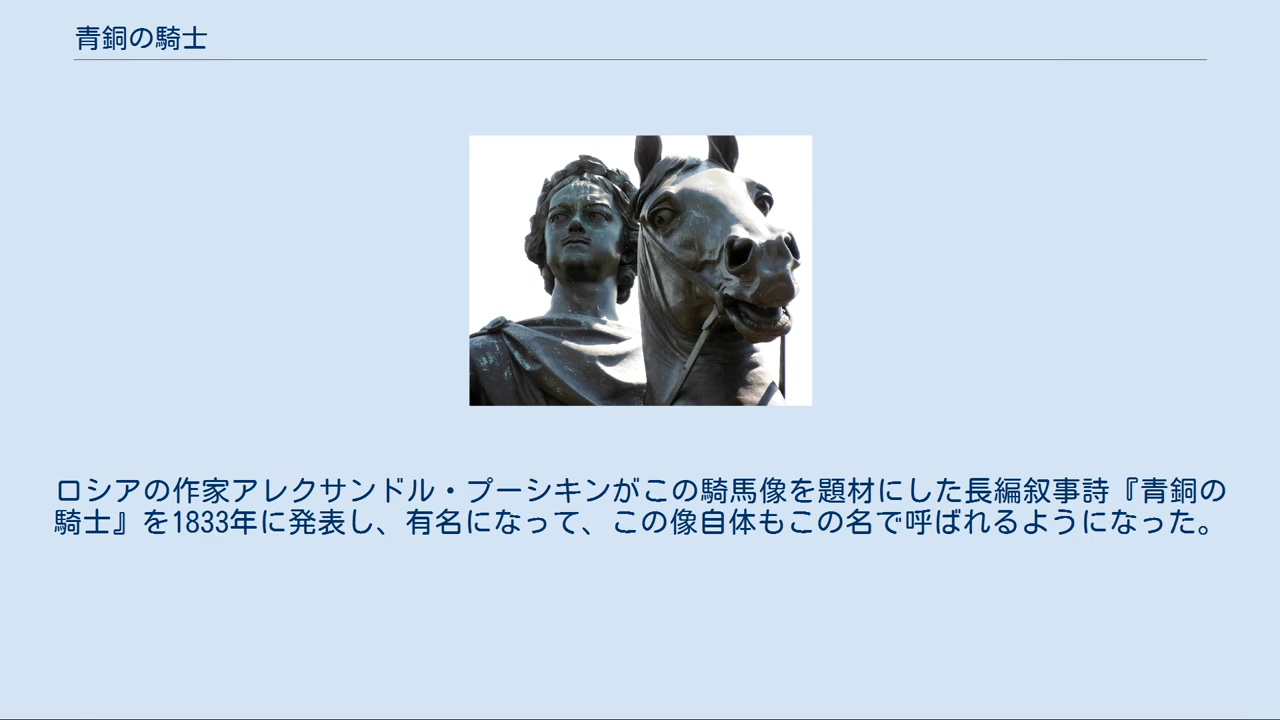 青銅の騎士
ロシアの作家アレクサンドル・プーシキンがこの騎馬像を題材にした長編叙事詩『青銅の
騎士』を1833年に発表し、有名になって、この像自体もこの名で呼ばれるようになった。